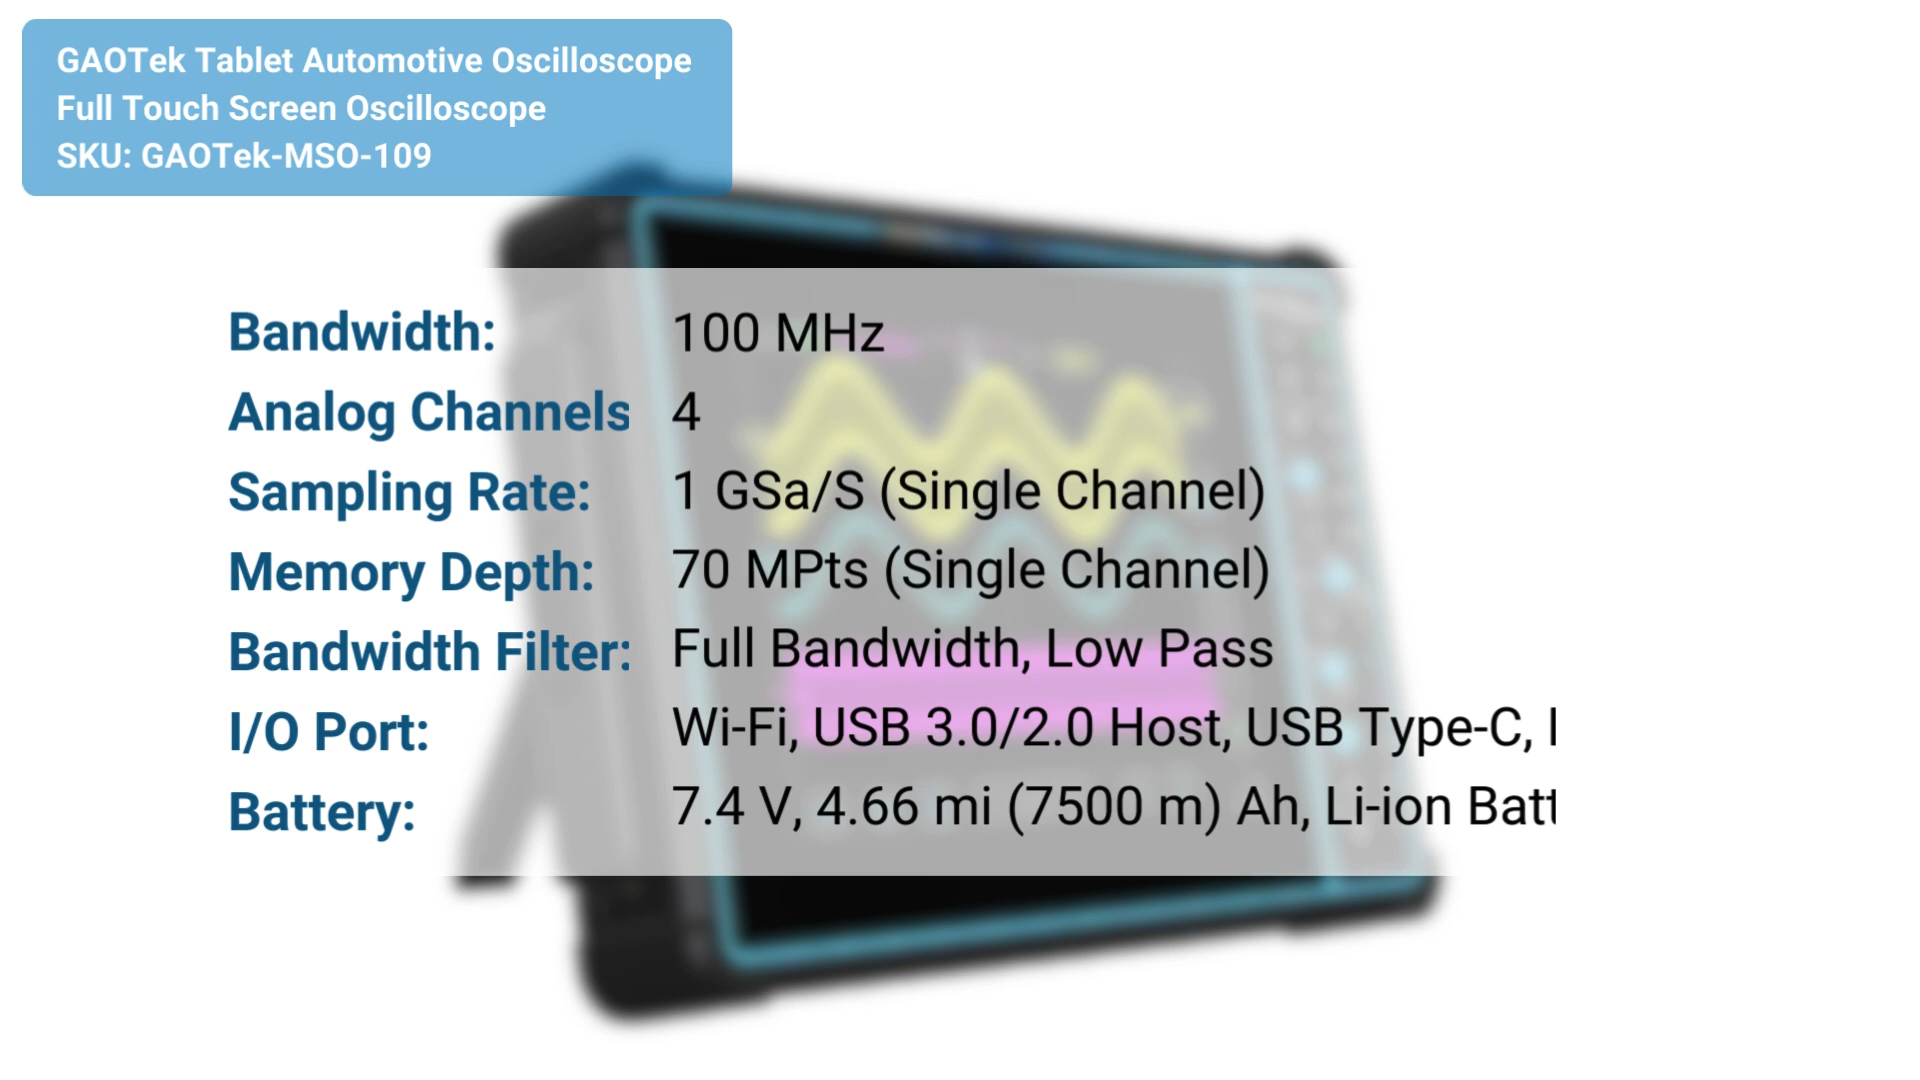 GAOTek Tablet Automotive Oscilloscope
Full Touch Screen Oscilloscope
SKU: GAOTek-MSO-109
Bandwidth: 100 MHz
Analog Channels 4
Sampling Rate: 1 GSa/S (Single Channel)
Memory Depth: 70 MPts (Single Channel)
Bandwidth Filter: Full Bandwidth, Low Pass
I/O Port: Wi-Fi, USB 3.0/2.0 Host, USB Type-C,
Battery: 7.4 V, 4.66 mi (7500 m) Ah, Li-ion Batt